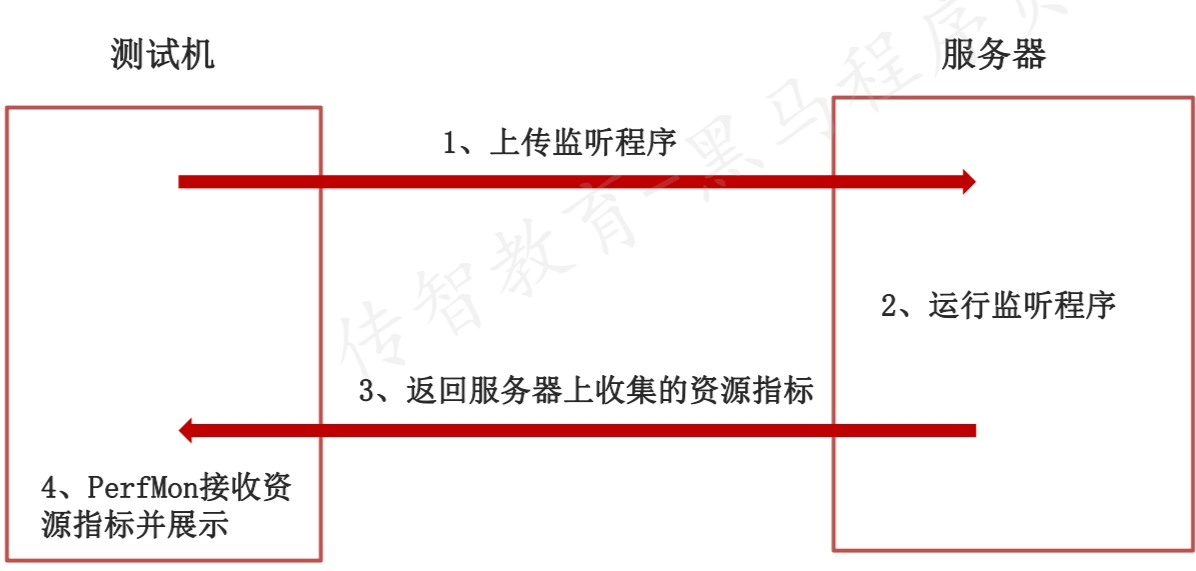 测试机
服务器
1、上传监听程序
2、运行监听程序
3、返回服务器上收集的资源指标
4、PerfMon接收资
源指标并展示
传智教育-黑马程序员